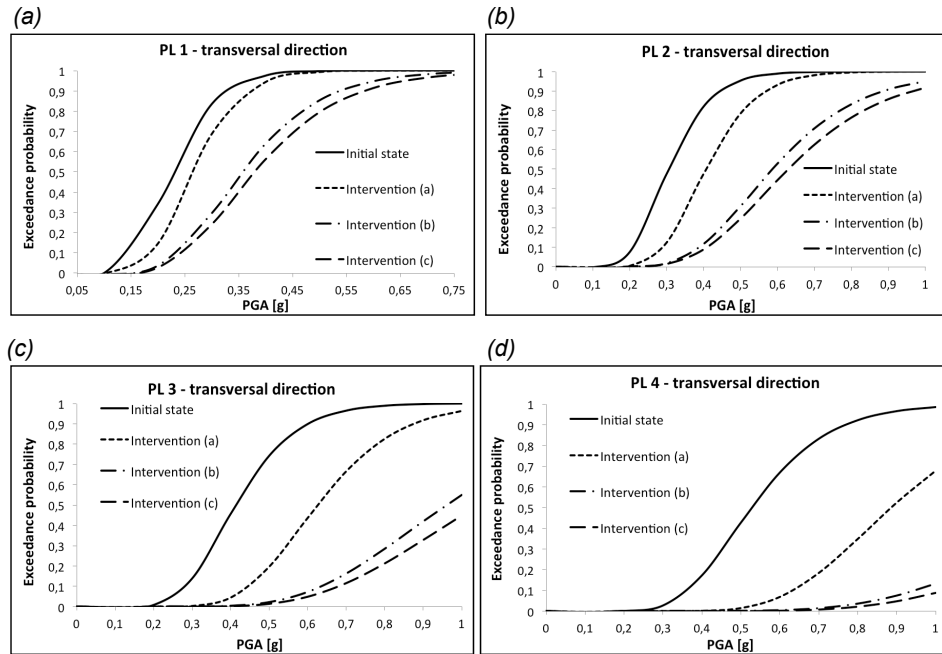 (a)
PL 1 - transversal direction
Exceedance probability
1
0,9
0,8
0,7
0,6
0,5
0,4
0,3
0,2
0,1
0
Initial state
Intervention (a)
Intervention (b)
Intervention (c)
0,05 0,15 0,25 0,35 0,45 0,55 0,65 0,75
PGA [g]
(b)
PL 2 - transversal direction
Exceedance probability
1
0,9
0,8
0,7
0,6
0,5
0,4
0,3
0,2
0,1
0
Initial state
Intervention (a)
Intervention (b)
Intervention (c)
0 0,1 0,2 0,3 0,4 0,5 0,6 0,7 0,8 0,9 1
PGA [g]
(c)
PL 3 - transversal direction
Exceedance probability
1
0,9
0,8
0,7
0,6
0,5
0,4
0,3
0,2
0,1
0
Initial state
Intervention (a)
Intervention (b)
Intervention (c)
0 0,1 0,2 0,3 0,4 0,5 0,6 0,7 0,8 0,9 1
PGA [g]
(d)
PL 4 - transversal direction
Exceedance probability
1
0,9
0,8
0,7
0,6
0,5
0,4
0,3
0,2
0,1
0
Initial state
Intervention (a)
Intervention (b)
Intervention (c)
0 0,1 0,2 0,3 0,4 0,5 0,6 0,7 0,8 0,9 1
PGA [g]